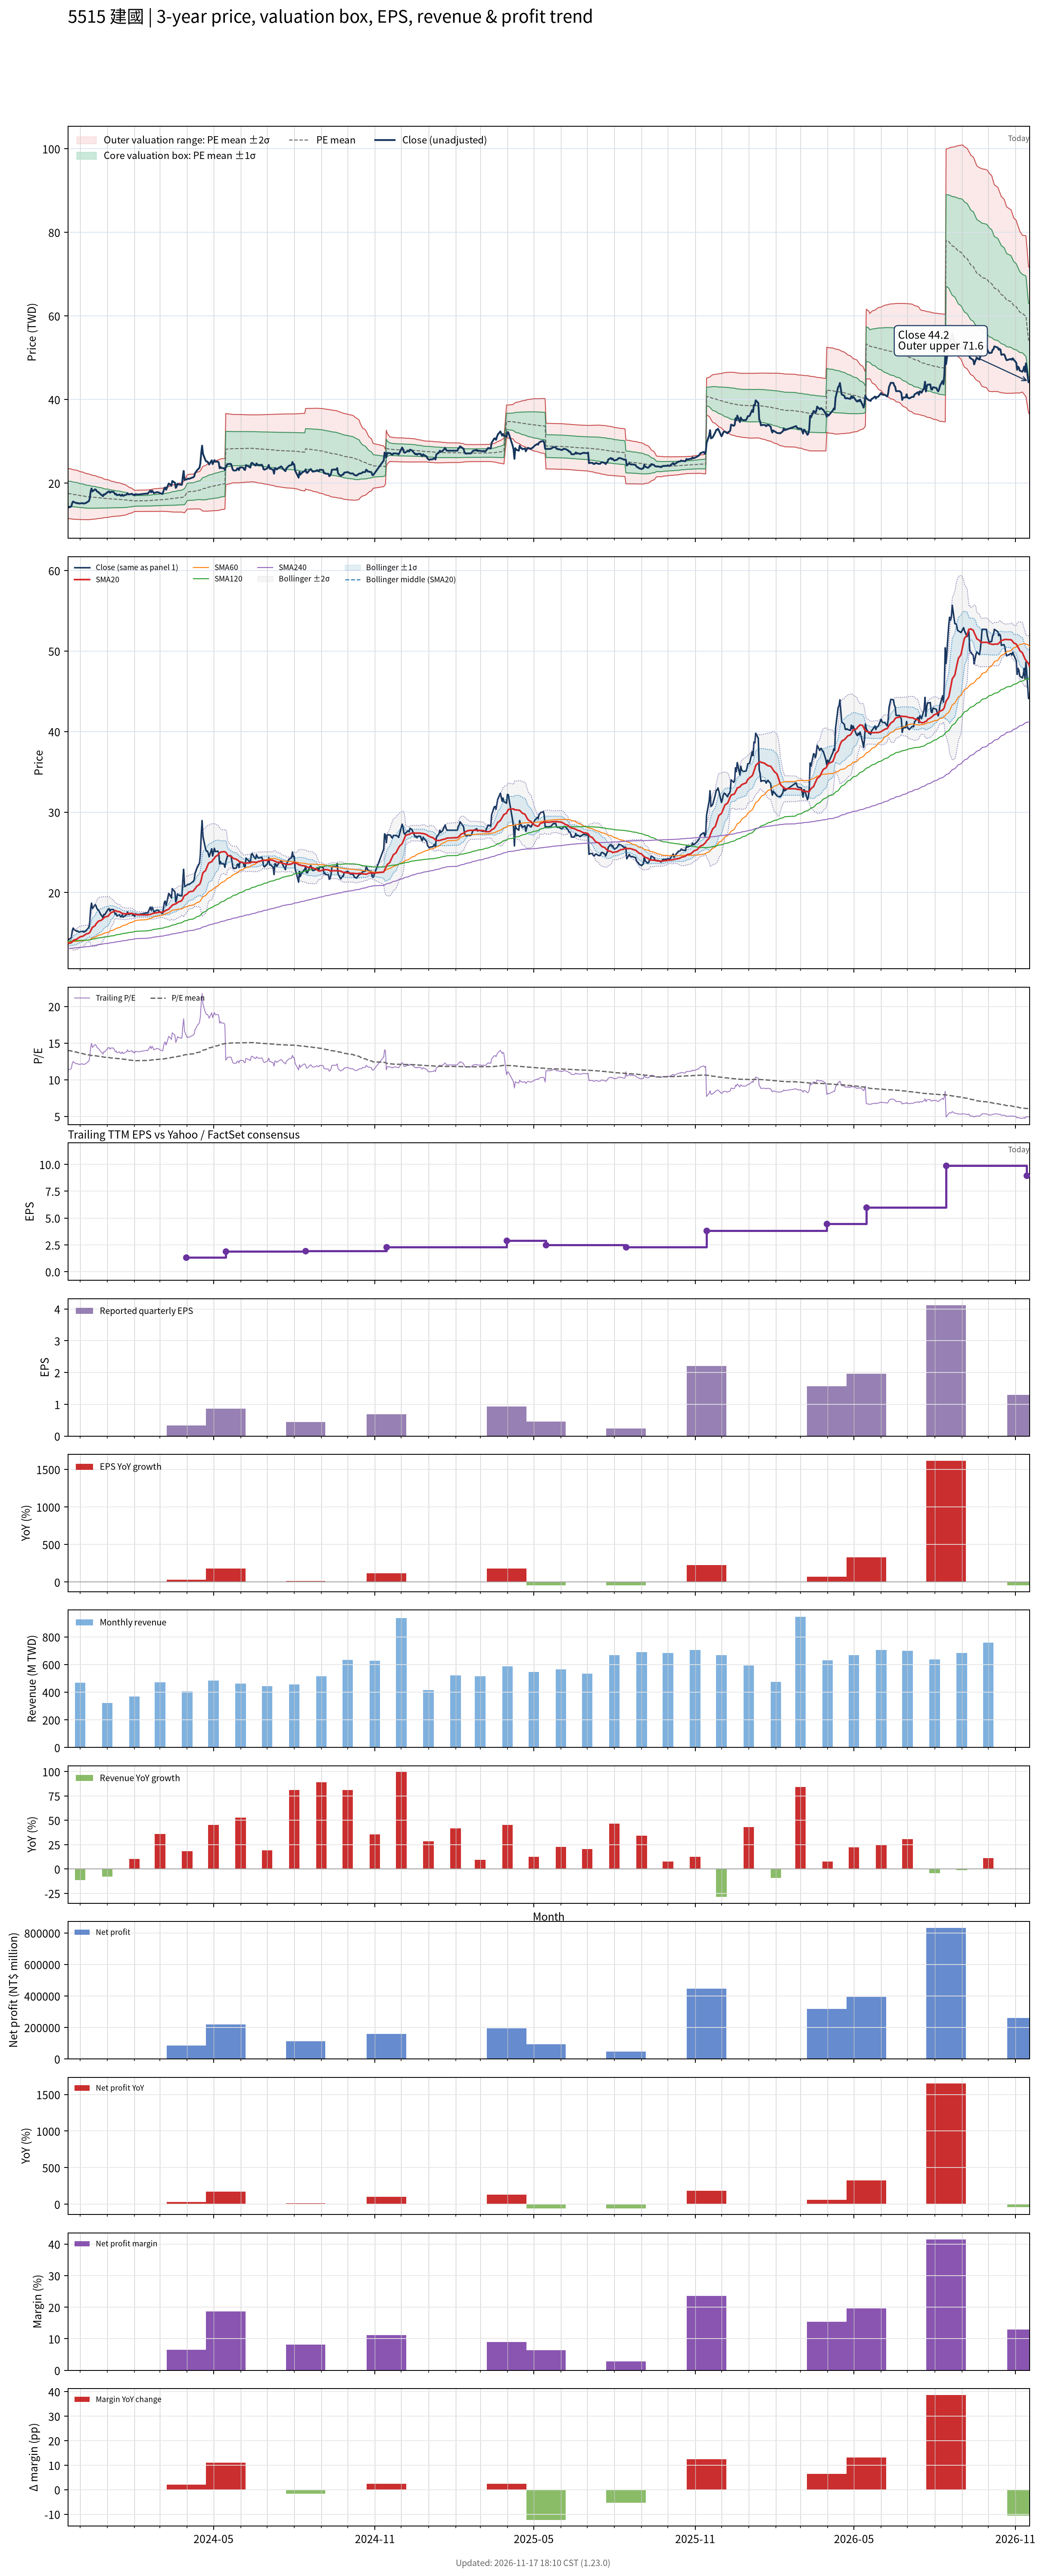 5515 建國 | 3-year price, valuation box, EPS, revenue & profit trend
Outer valuation range: PE mean ±2σ
Core valuation box: PE mean ±1σ
PE mean
Close (unadjusted)
Today
100
80
60
40
20
Price (TWD)
Close 44.2
Outer upper 71.6
Close (same as panel 1)
SMA20
SMA60
SMA120
SMA240
Bollinger ±2σ
Bollinger ±1σ
Bollinger middle (SMA20)
60
50
40
30
20
Price
Trailing P/E
P/E mean
20
15
10
5
P/E
Trailing TTM EPS vs Yahoo / FactSet consensus
Today
10.0
7.5
5.0
2.5
0.0
EPS
Reported quarterly EPS
4
3
2
1
0
EPS
EPS YoY growth
1500
1000
500
0
YoY (%)
Monthly revenue
800
600
400
200
0
Revenue (M TWD)
Revenue YoY growth
100
75
50
25
0
-25
YoY (%)
Month
Net profit
800000
600000
400000
200000
0
Net profit (NT$ million)
Net profit YoY
1500
1000
500
0
YoY (%)
Net profit margin
40
30
20
10
0
Margin (%)
Margin YoY change
40
30
20
10
0
-10
Δ margin (pp)
2024-05
2024-11
2025-05
2025-11
2026-05
2026-11
Updated: 2026-11-17 18:10 CST (1.23.0)